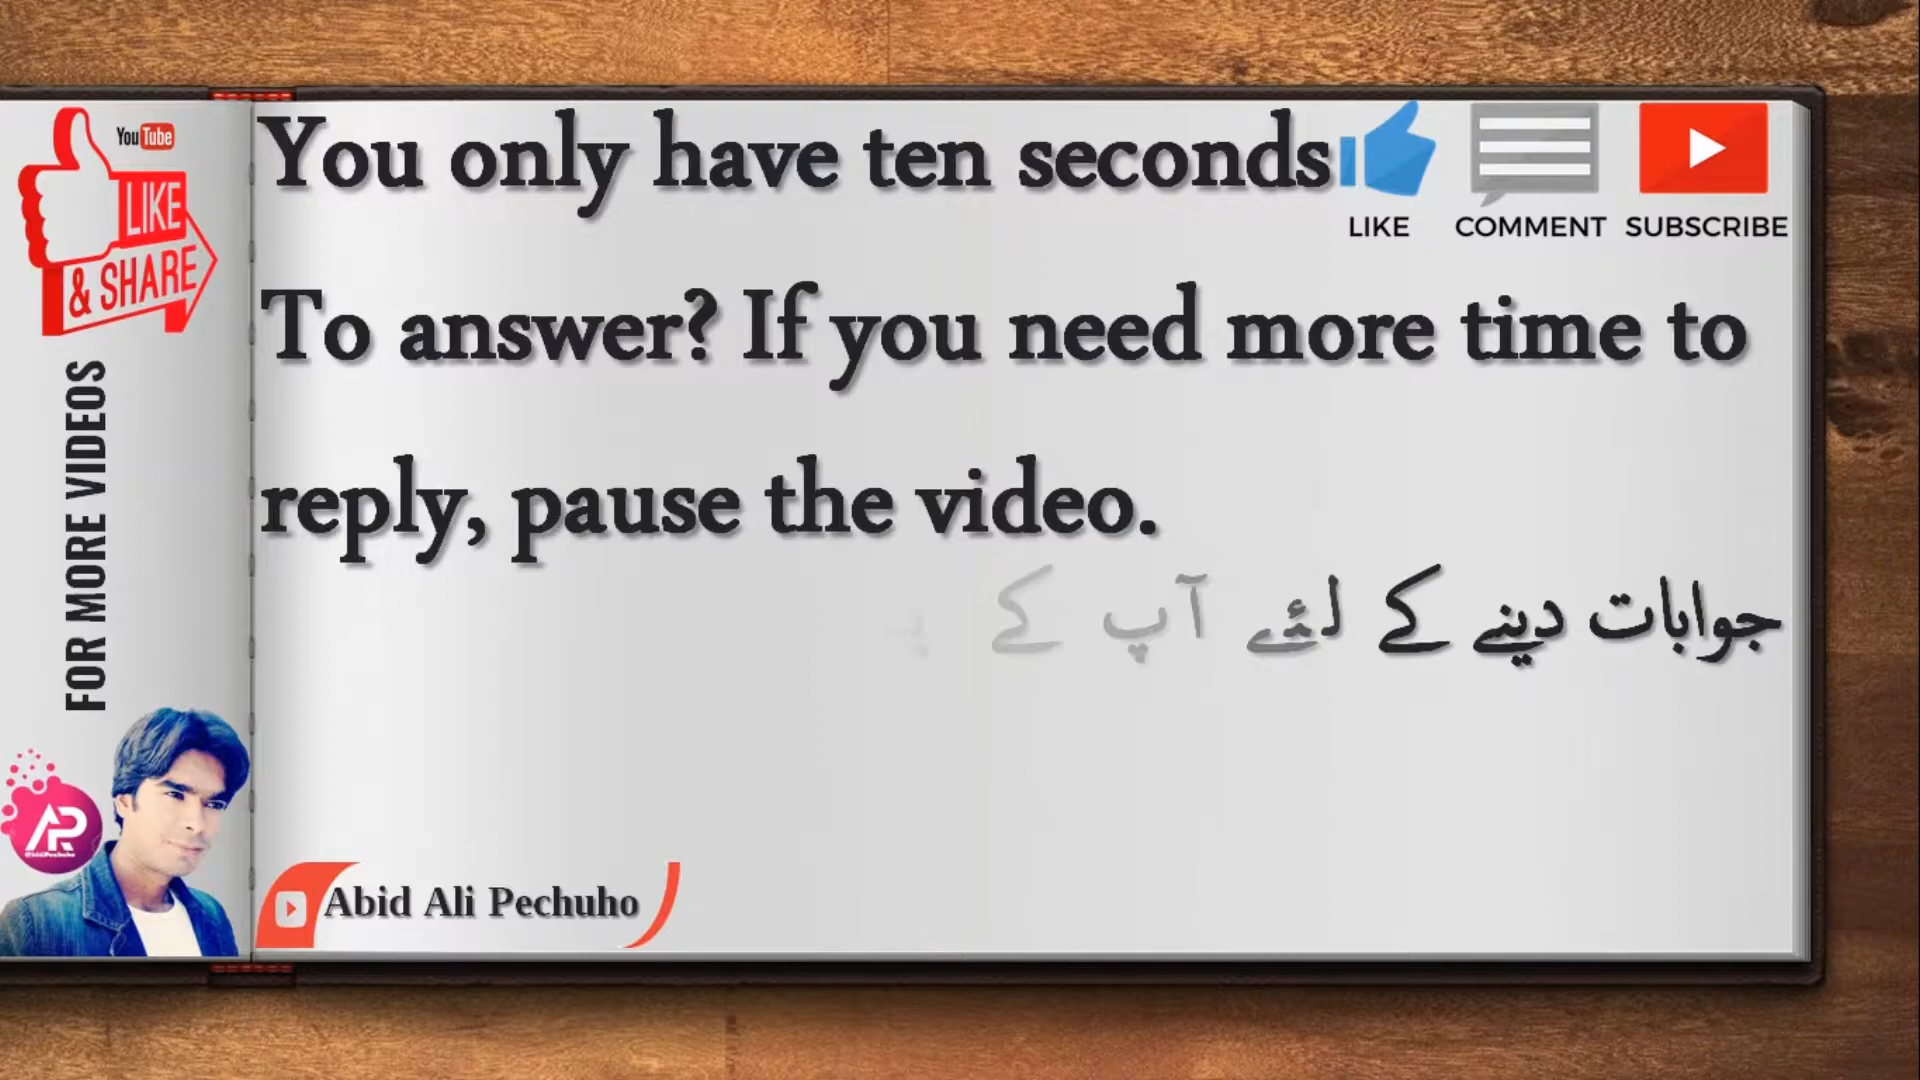 You only have ten seconds
To answer? If you need more time to
reply, pause the video.
جوابات دینے کے لئے آپ کے
LIKE
COMMENT
SUBSCRIBE
YouTube
LIKE
& SHARE
FOR MORE VIDEOS
AP
Abid Ali Pechuho